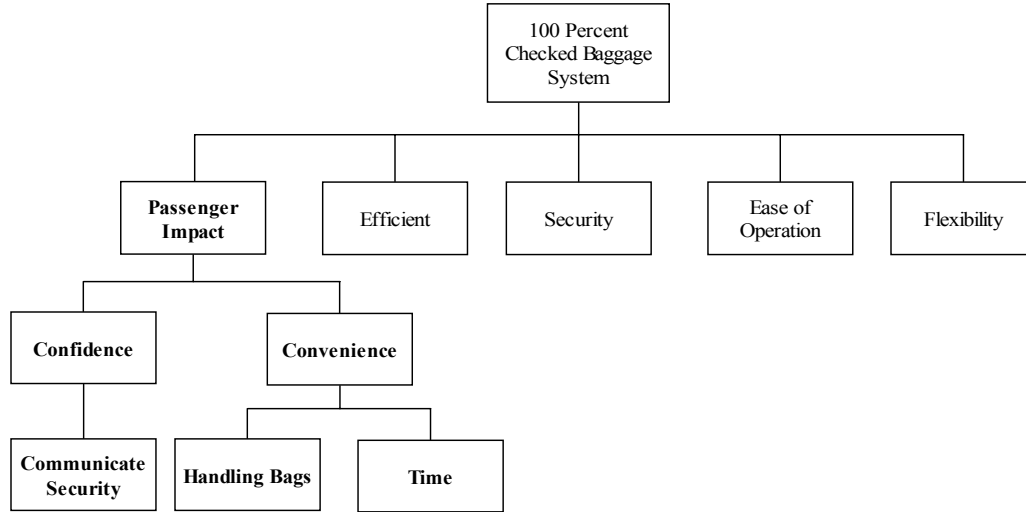 100 Percent
Checked Baggage
System
Passenger
Impact
Efficient
Security
Ease of
Operation
Flexibility
Confidence
Convenience
Communicate
Security
Handling Bags
Time